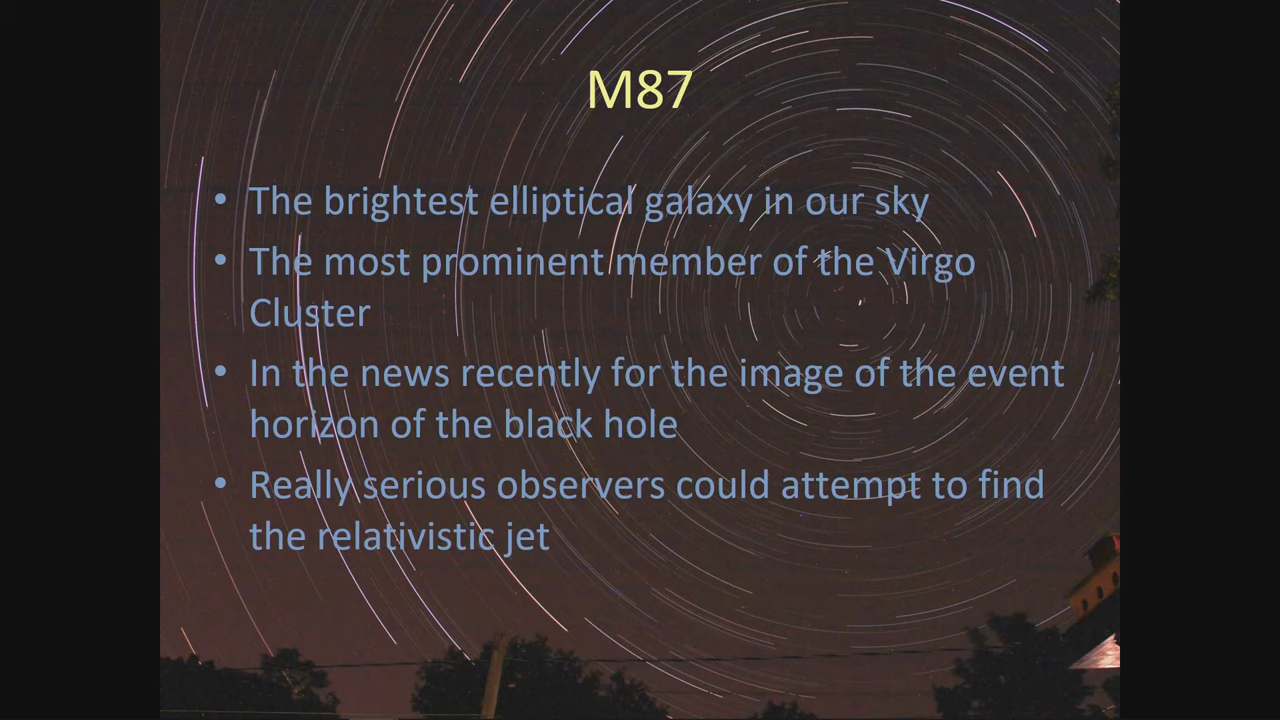 M87
• The brightest elliptical galaxy in our sky
• The most prominent member of the Virgo
Cluster
• In the news recently for the image of the event
horizon of the black hole
• Really serious observers could attempt to find
the relativistic jet